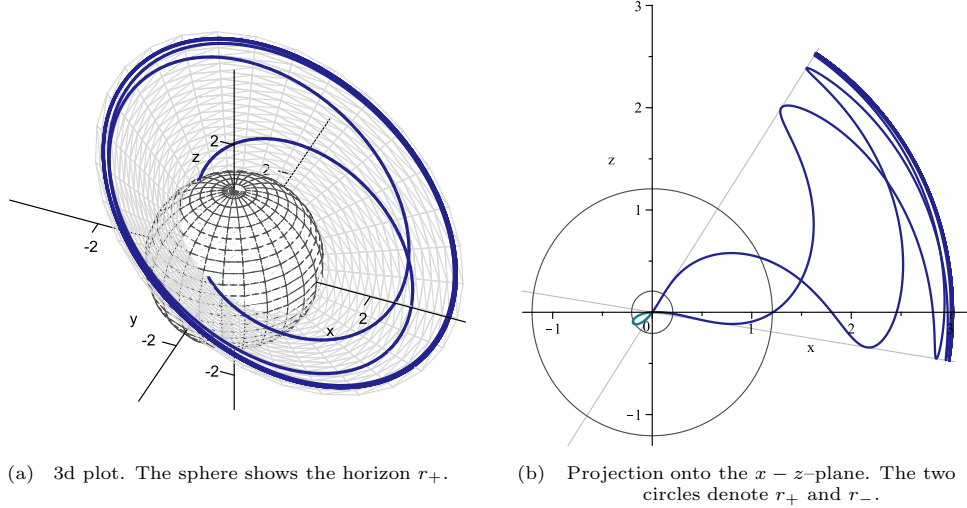 2
z
2
-2
y
-2
x
2
-2
3
2
z
1
-1
0
1
2
3
x
-1
(a) 3d plot. The sphere shows the horizon r₊.
(b) Projection onto the x − z–plane. The two
circles denote r₊ and r₋.